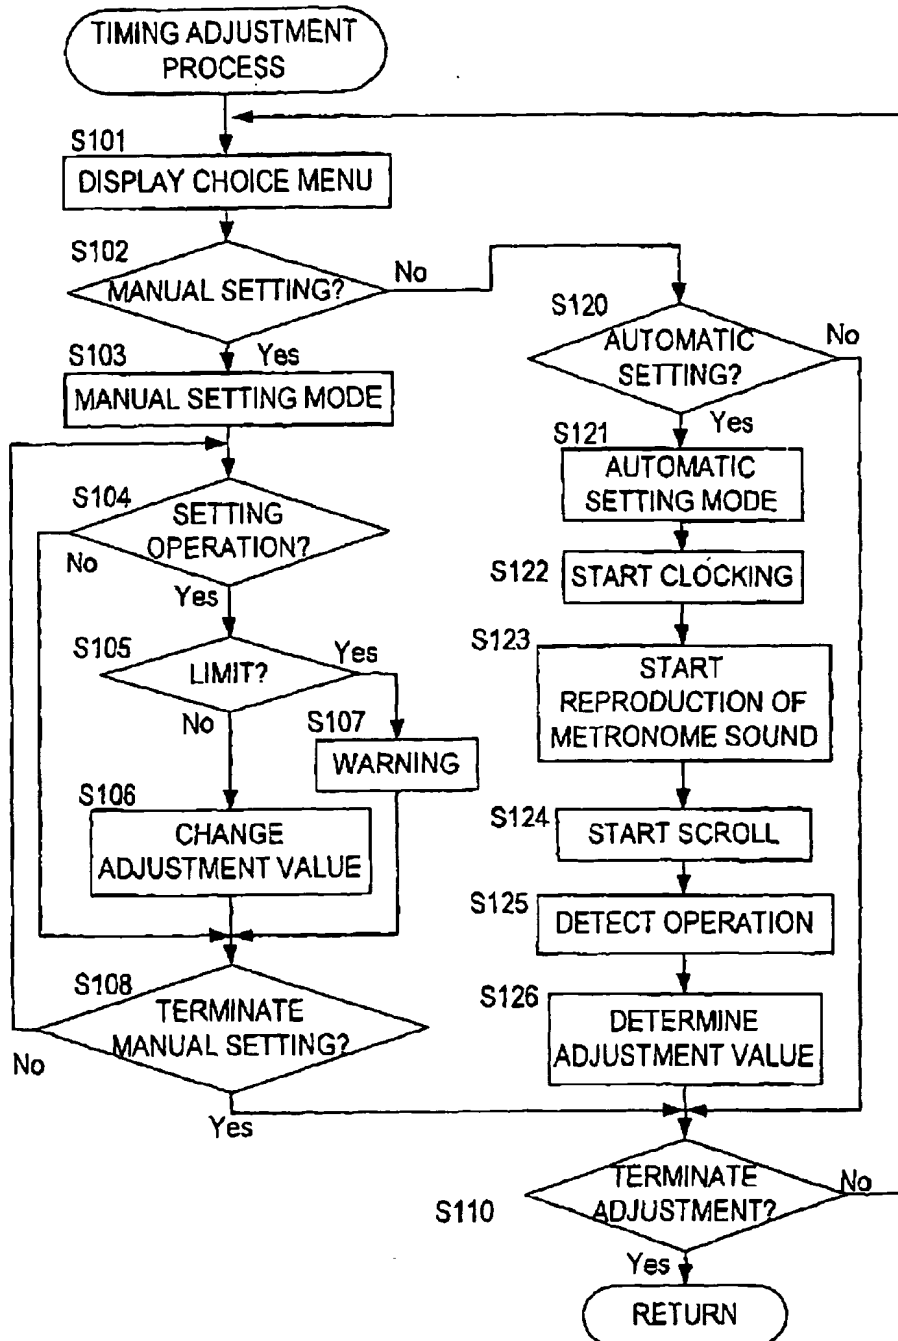 TIMING ADJUSTMENT
PROCESS
S101
DISPLAY CHOICE MENU
S102
MANUAL SETTING?
No
Yes
S103
MANUAL SETTING MODE
S104
SETTING
OPERATION?
No
Yes
S105
LIMIT?
Yes
No
S107
WARNING
S106
CHANGE
ADJUSTMENT VALUE
S108
TERMINATE
MANUAL SETTING?
No
Yes
S120
AUTOMATIC
SETTING?
No
Yes
S121
AUTOMATIC
SETTING MODE
S122
START CLOCKING
S123
START
REPRODUCTION OF
METRONOME SOUND
S124
START SCROLL
S125
DETECT OPERATION
S126
DETERMINE
ADJUSTMENT VALUE
S110
TERMINATE
ADJUSTMENT?
No
Yes
RETURN